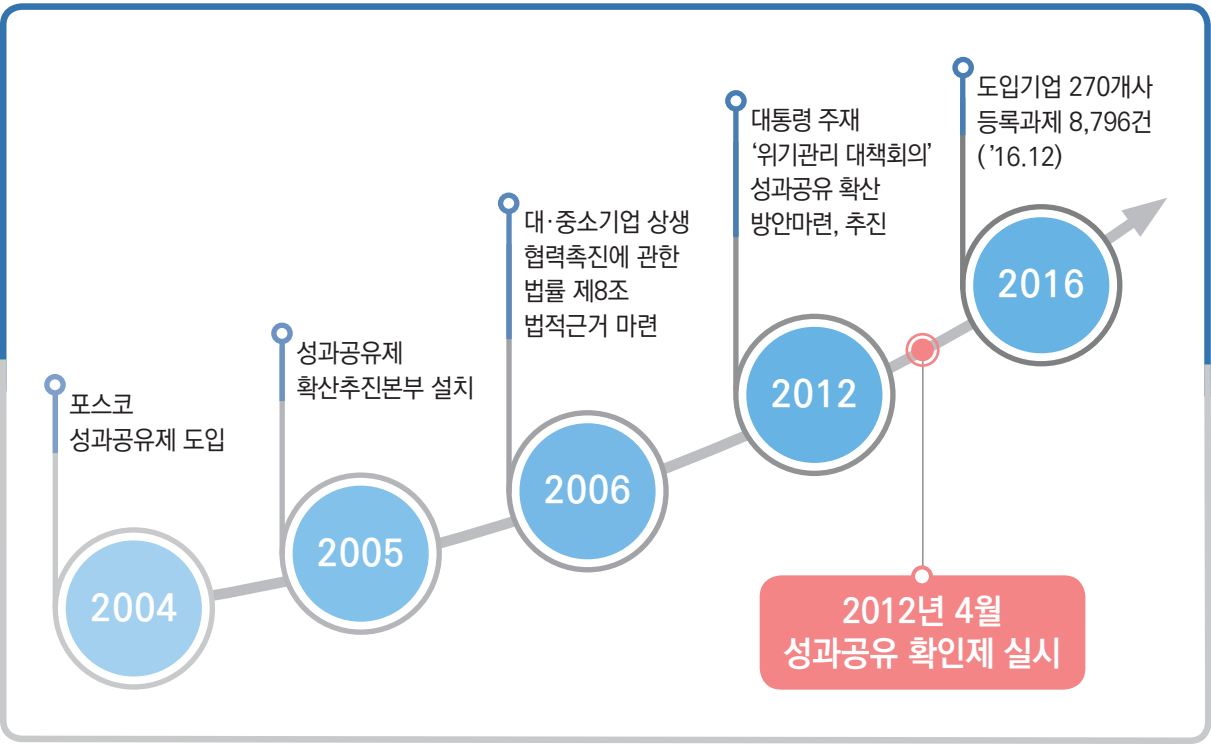 포스코
성과공유제 도입
2004
성과공유제
확산추진본부 설치
2005
대·중소기업 상생
협력촉진에 관한
법률 제8조
법적근거 마련
2006
대통령 주재
‘위기관리 대책회의’
성과공유 확산
방안마련, 추진
2012
2012년 4월
성과공유 확인제 실시
도입기업 270개사
등록과제 8,796건
( ’16.12)
2016